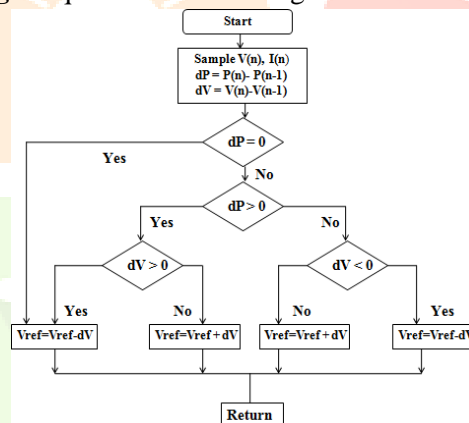 Start
Sample V(n), I(n)
dP = P(n)- P(n-1)
dV = V(n)-V(n-1)
dP = 0
Yes
No
dP> 0
Yes
No
dV > 0
dV < 0
Yes
No
No
Yes
Vref=Vref-dV
Vref=Vref+dV
Vref=Vref+dV
Vref=Vref-dV
Return